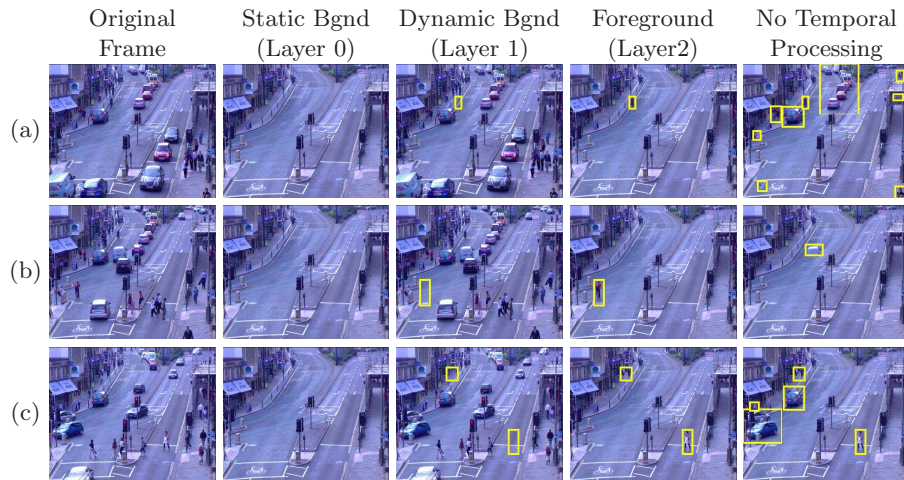 Original
Frame
Static Bgnd
(Layer 0)
Dynamic Bgnd
(Layer 1)
Foreground
(Layer2)
No Temporal
Processing
(a)
(b)
(c)